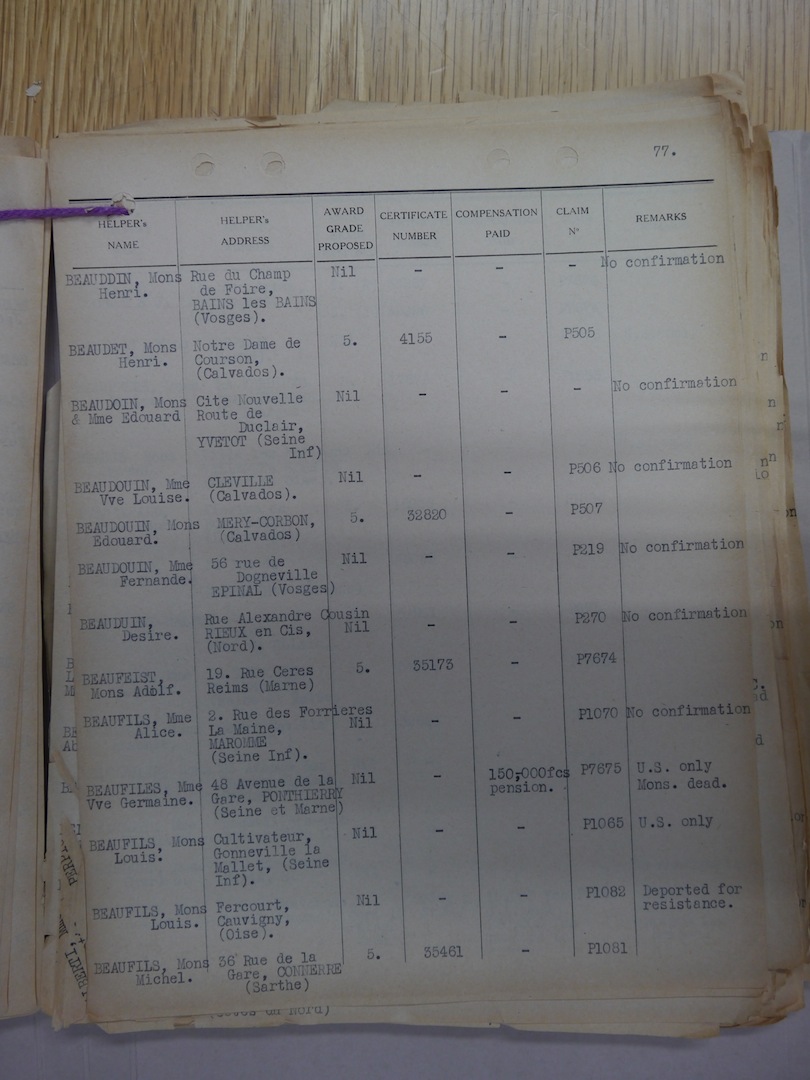 77.
HELPER's NAME HELPER's ADDRESS AWARD GRADE PROPOSED CERTIFICATE NUMBER COMPENSATION PAID CLAIM N° REMARKS
BEAUDDIN, Mons Rue du Champ Nil - - - No confirmation
Henri. de Foire,
BAINS les BAINS
(Vosges).
BEAUDET, Mons Notre Dame de 5. 4155 - P505
Henri. Courson,
(Calvados).
BEAUDOIN, Mons Cite Nouvelle Nil - - - No confirmation
& Mme Edouard Route de
Duclair,
YVETOT (Seine
Inf)
BEAUDOUIN, Mme CLEVILLE Nil - - P506 No confirmation
Vve Louise. (Calvados).
BEAUDOUIN, Mons MERY-CORBON, 5. 32820 - P507
Edouard. (Calvados)
BEAUDOUIN, Mme 56 rue de Nil - - P219 No confirmation
Fernande. Dogneville
EPINAL (Vosges)
BEAUDUIN, Rue Alexandre Cousin
Desire. RIEUX en Cis, Nil - - P270 No confirmation
(Nord).
BEAUFEIST, 19. Rue Ceres 5. 35173 - P7674
Mons Adolf. Reims (Marne)
BEAUFILS, Mme 2. Rue des Forrieres
Alice. La Maine, Nil - - P1070 No confirmation
MAROMME
(Seine Inf).
BEAUFILES, Mme 48 Avenue de la Nil - 150,000fcs P7675 U.S. only
Vve Germaine. Gare, PONTHIERRY pension. Mons. dead.
(Seine et Marne)
BEAUFILS, Mons Cultivateur, Nil - - P1065 U.S. only
Louis. Gonneville la
Mallet, (Seine
Inf).
BEAUFILS, Mons Fercourt, Nil - - P1082 Deported for
Louis. Cauvigny, resistance.
(Oise).
BEAUFILS, Mons 36 Rue de la 5. 35461 - P1081
Michel. Gare, CONNERRE
(Sarthe)